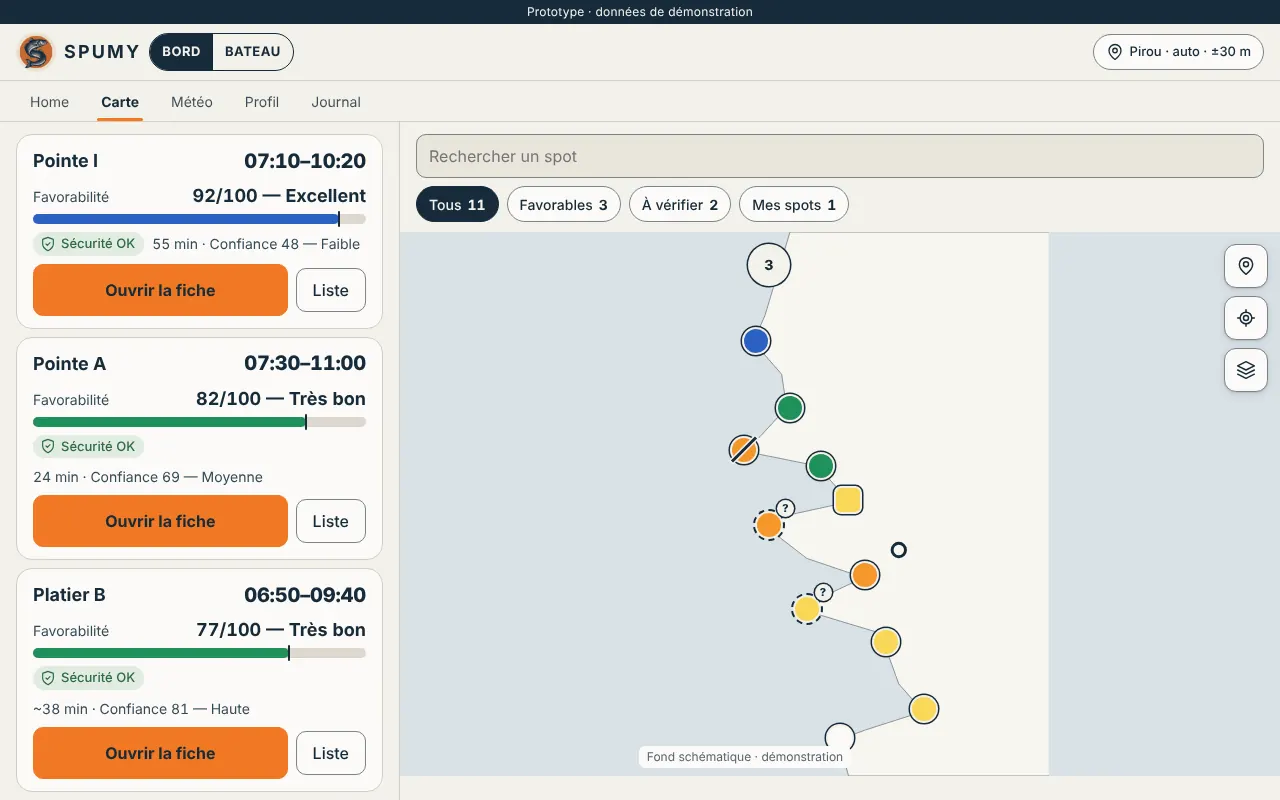 Prototype · données de démonstration
SPUMY
BORD
BATEAU
Pirou · auto · ±30 m
Home
Carte
Météo
Profil
Journal
Pointe I
07:10–10:20
Favorabilité
92/100 — Excellent
Sécurité OK
55 min · Confiance 48 — Faible
Ouvrir la fiche
Liste
Pointe A
07:30–11:00
Favorabilité
82/100 — Très bon
Sécurité OK
24 min · Confiance 69 — Moyenne
Ouvrir la fiche
Liste
Platier B
06:50–09:40
Favorabilité
77/100 — Très bon
Sécurité OK
~38 min · Confiance 81 — Haute
Ouvrir la fiche
Liste
Rechercher un spot
Tous 11
Favorables 3
À vérifier 2
Mes spots 1
3
?
?
Fond schématique · démonstration